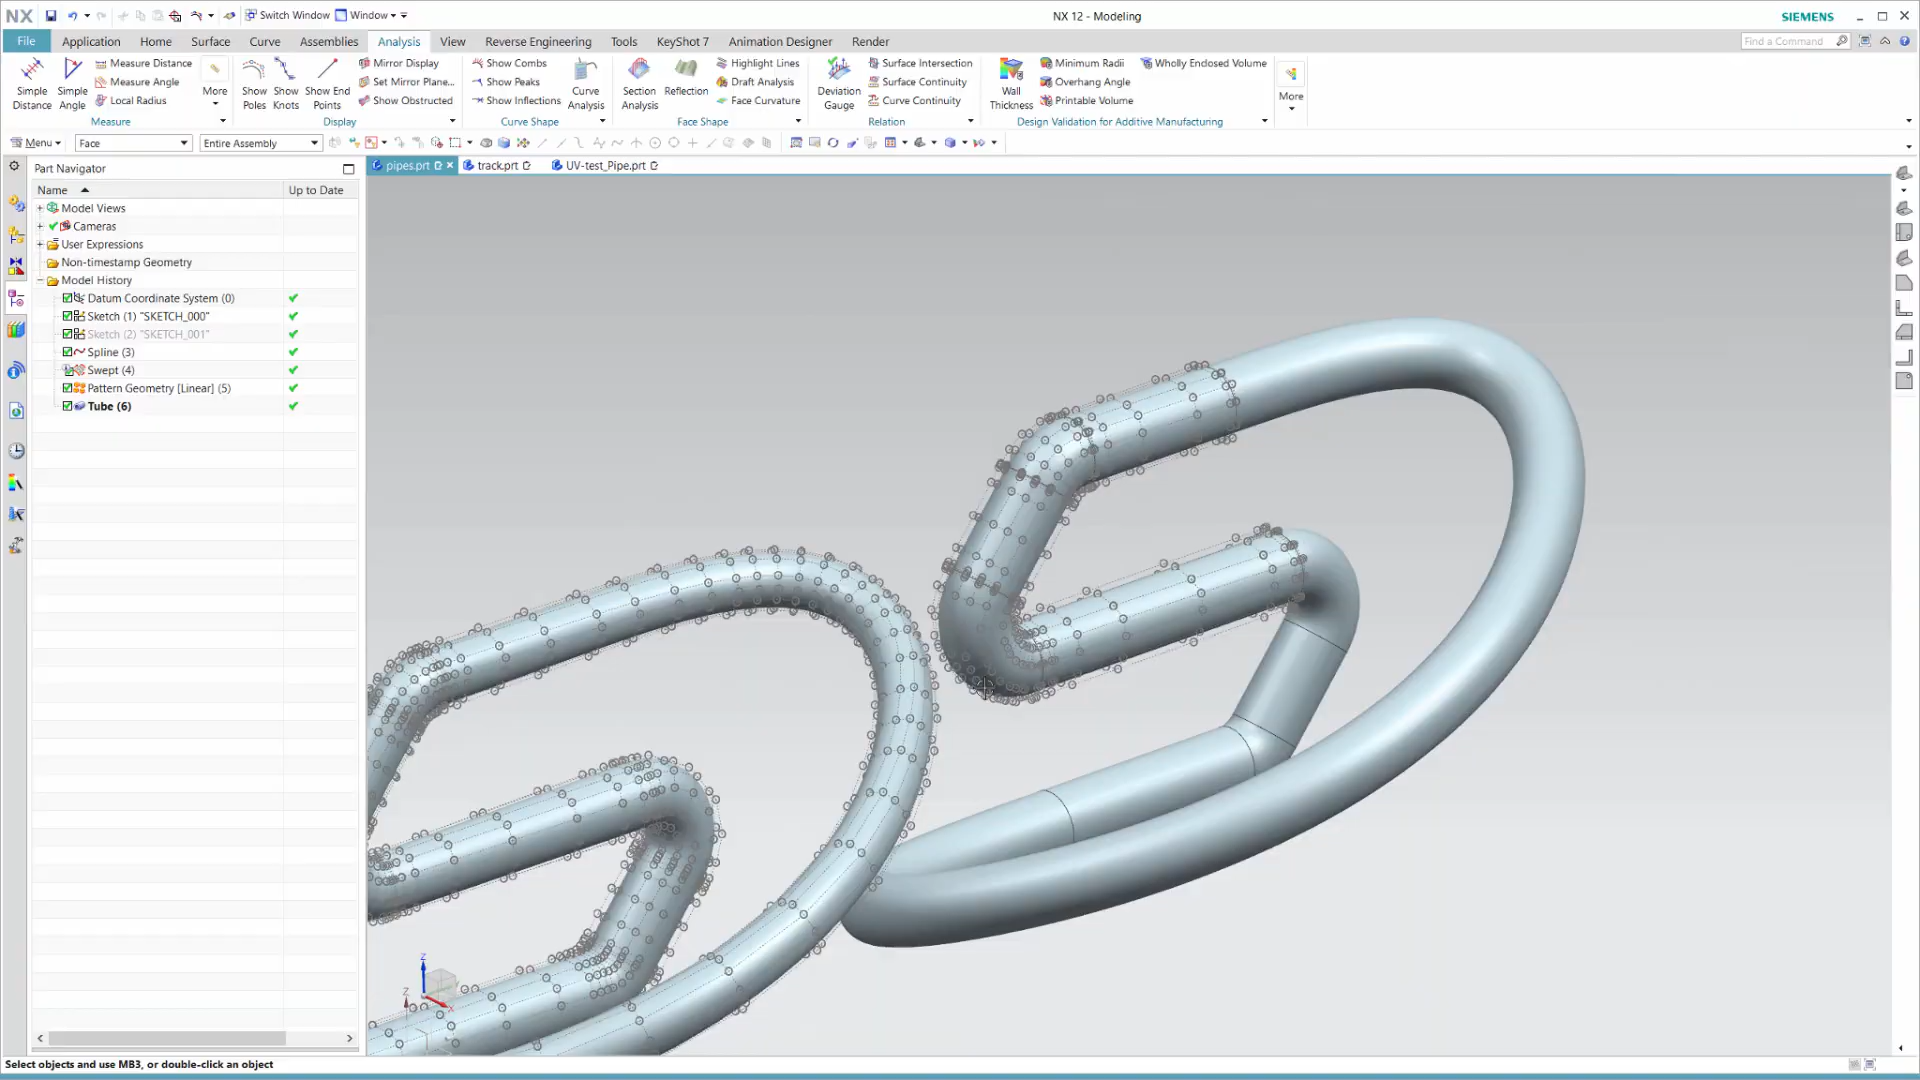 NX
Switch Window
Window
NX 12 - Modeling
SIEMENS
File
Application
Home
Surface
Curve
Assemblies
Analysis
View
Reverse Engineering
Tools
KeyShot 7
Animation Designer
Render
Find a Command
Simple Distance
Simple Angle
Measure Distance
Measure Angle
Local Radius
More
Measure
Show Poles
Show Knots
Show End Points
Mirror Display
Set Mirror Plane...
Show Obstructed
Display
Show Combs
Show Peaks
Show Inflections
Curve Analysis
Curve Shape
Section Analysis
Reflection
Highlight Lines
Draft Analysis
Face Curvature
Face Shape
Deviation Gauge
Surface Intersection
Surface Continuity
Curve Continuity
Relation
Wall Thickness
Minimum Radii
Overhang Angle
Printable Volume
Wholly Enclosed Volume
Design Validation for Additive Manufacturing
More
Menu
Face
Entire Assembly
Part Navigator
pipes.prt
track.prt
UV-test_Pipe.prt
Name
Up to Date
Model Views
Cameras
User Expressions
Non-timestamp Geometry
Model History
Datum Coordinate System (0)
Sketch (1) "SKETCH_000"
Sketch (2) "SKETCH_001"
Spline (3)
Swept (4)
Pattern Geometry [Linear] (5)
Tube (6)
Z
Z
X
Select objects and use MB3, or double-click an object